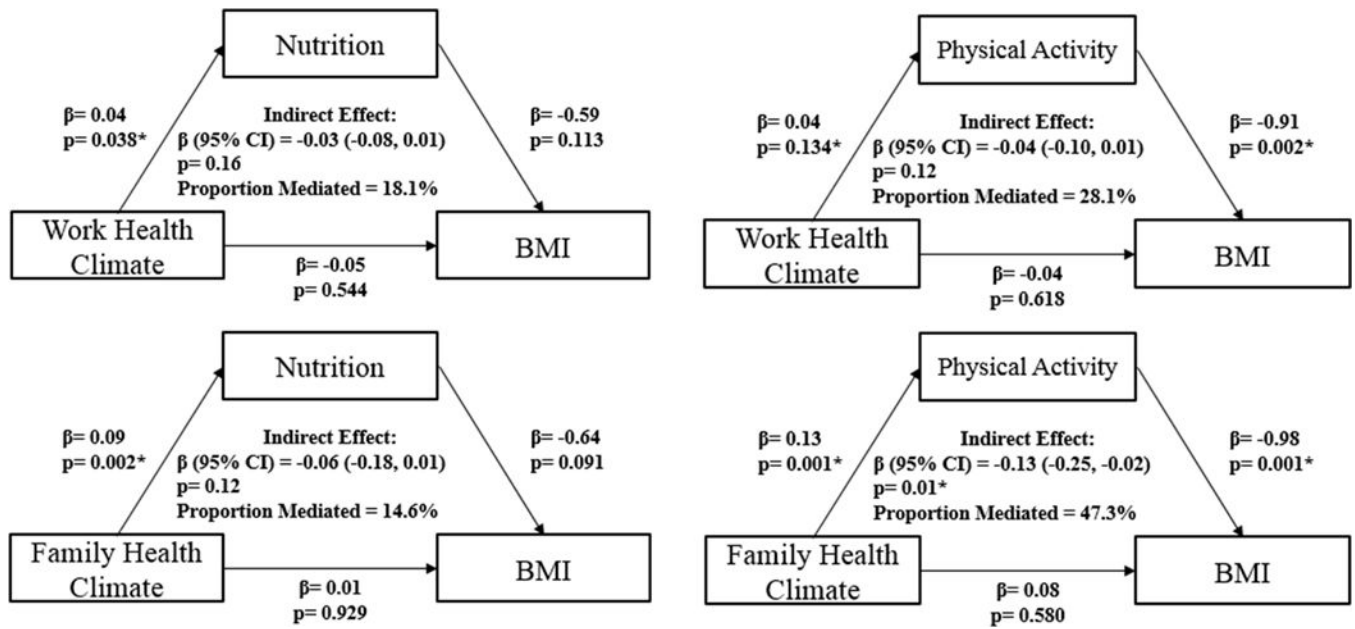 Nutrition
β= 0.04
p= 0.038*
Indirect Effect:
β (95% CI) = -0.03 (-0.08, 0.01)
p= 0.16
Proportion Mediated = 18.1%
β= -0.59
p= 0.113
Work Health
Climate
β= -0.05
p= 0.544
BMI
Physical Activity
β= 0.04
p= 0.134*
Indirect Effect:
β (95% CI) = -0.04 (-0.10, 0.01)
p= 0.12
Proportion Mediated = 28.1%
β= -0.91
p= 0.002*
Work Health
Climate
β= -0.04
p= 0.618
BMI
Nutrition
β= 0.09
p= 0.002*
Indirect Effect:
β (95% CI) = -0.06 (-0.18, 0.01)
p= 0.12
Proportion Mediated = 14.6%
β= -0.64
p= 0.091
Family Health
Climate
β= 0.01
p= 0.929
BMI
Physical Activity
β= 0.13
p= 0.001*
Indirect Effect:
β (95% CI) = -0.13 (-0.25, -0.02)
p= 0.01*
Proportion Mediated = 47.3%
β= -0.98
p= 0.001*
Family Health
Climate
β= 0.08
p= 0.580
BMI